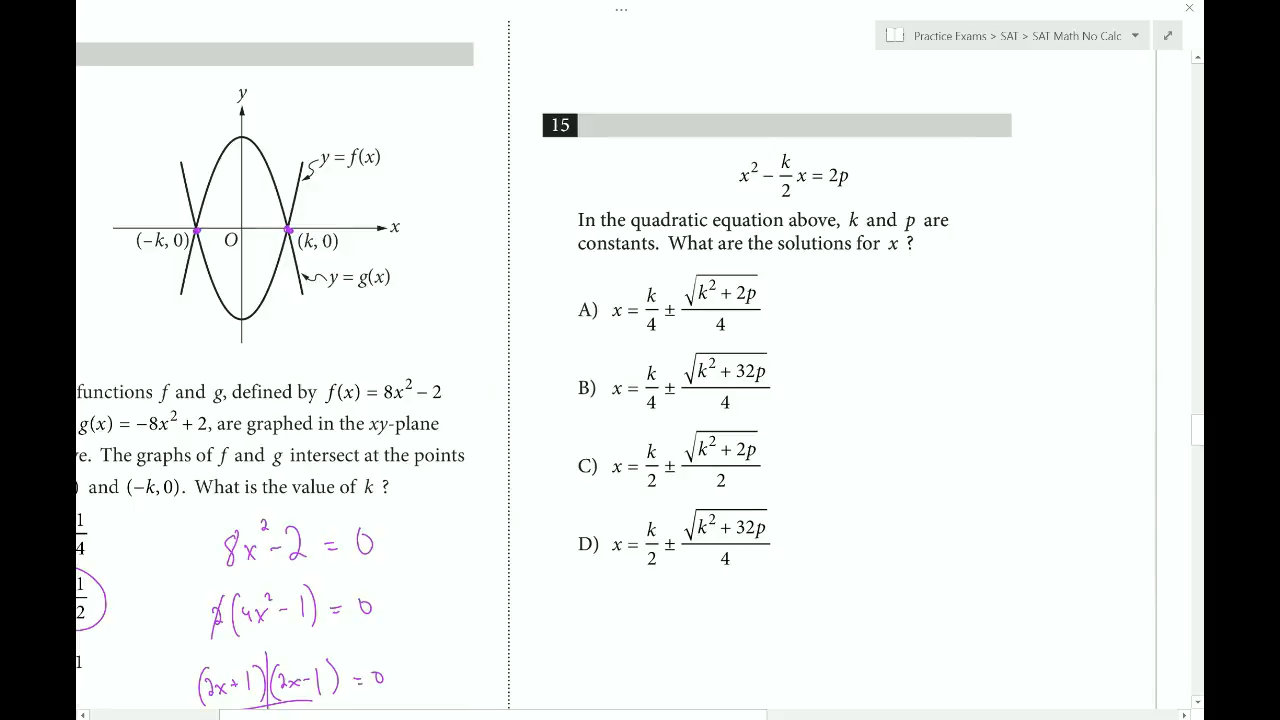 ...
Practice Exams > SAT > SAT Math No Calc
y
y = f(x)
(−k, 0)
O
(k, 0)
x
y = g(x)
functions f and g, defined by f(x) = 8x² − 2
g(x) = −8x² + 2, are graphed in the xy-plane
ve. The graphs of f and g intersect at the points
) and (−k, 0). What is the value of k ?
1/4
1/2
1
8x² − 2 = 0
2(4x² − 1) = 0
(2x + 1)(2x − 1) = 0
15
x² − k/2 x = 2p
In the quadratic equation above, k and p are
constants. What are the solutions for x ?
A) x = k/4 ± √(k² + 2p)/4
B) x = k/4 ± √(k² + 32p)/4
C) x = k/2 ± √(k² + 2p)/2
D) x = k/2 ± √(k² + 32p)/4